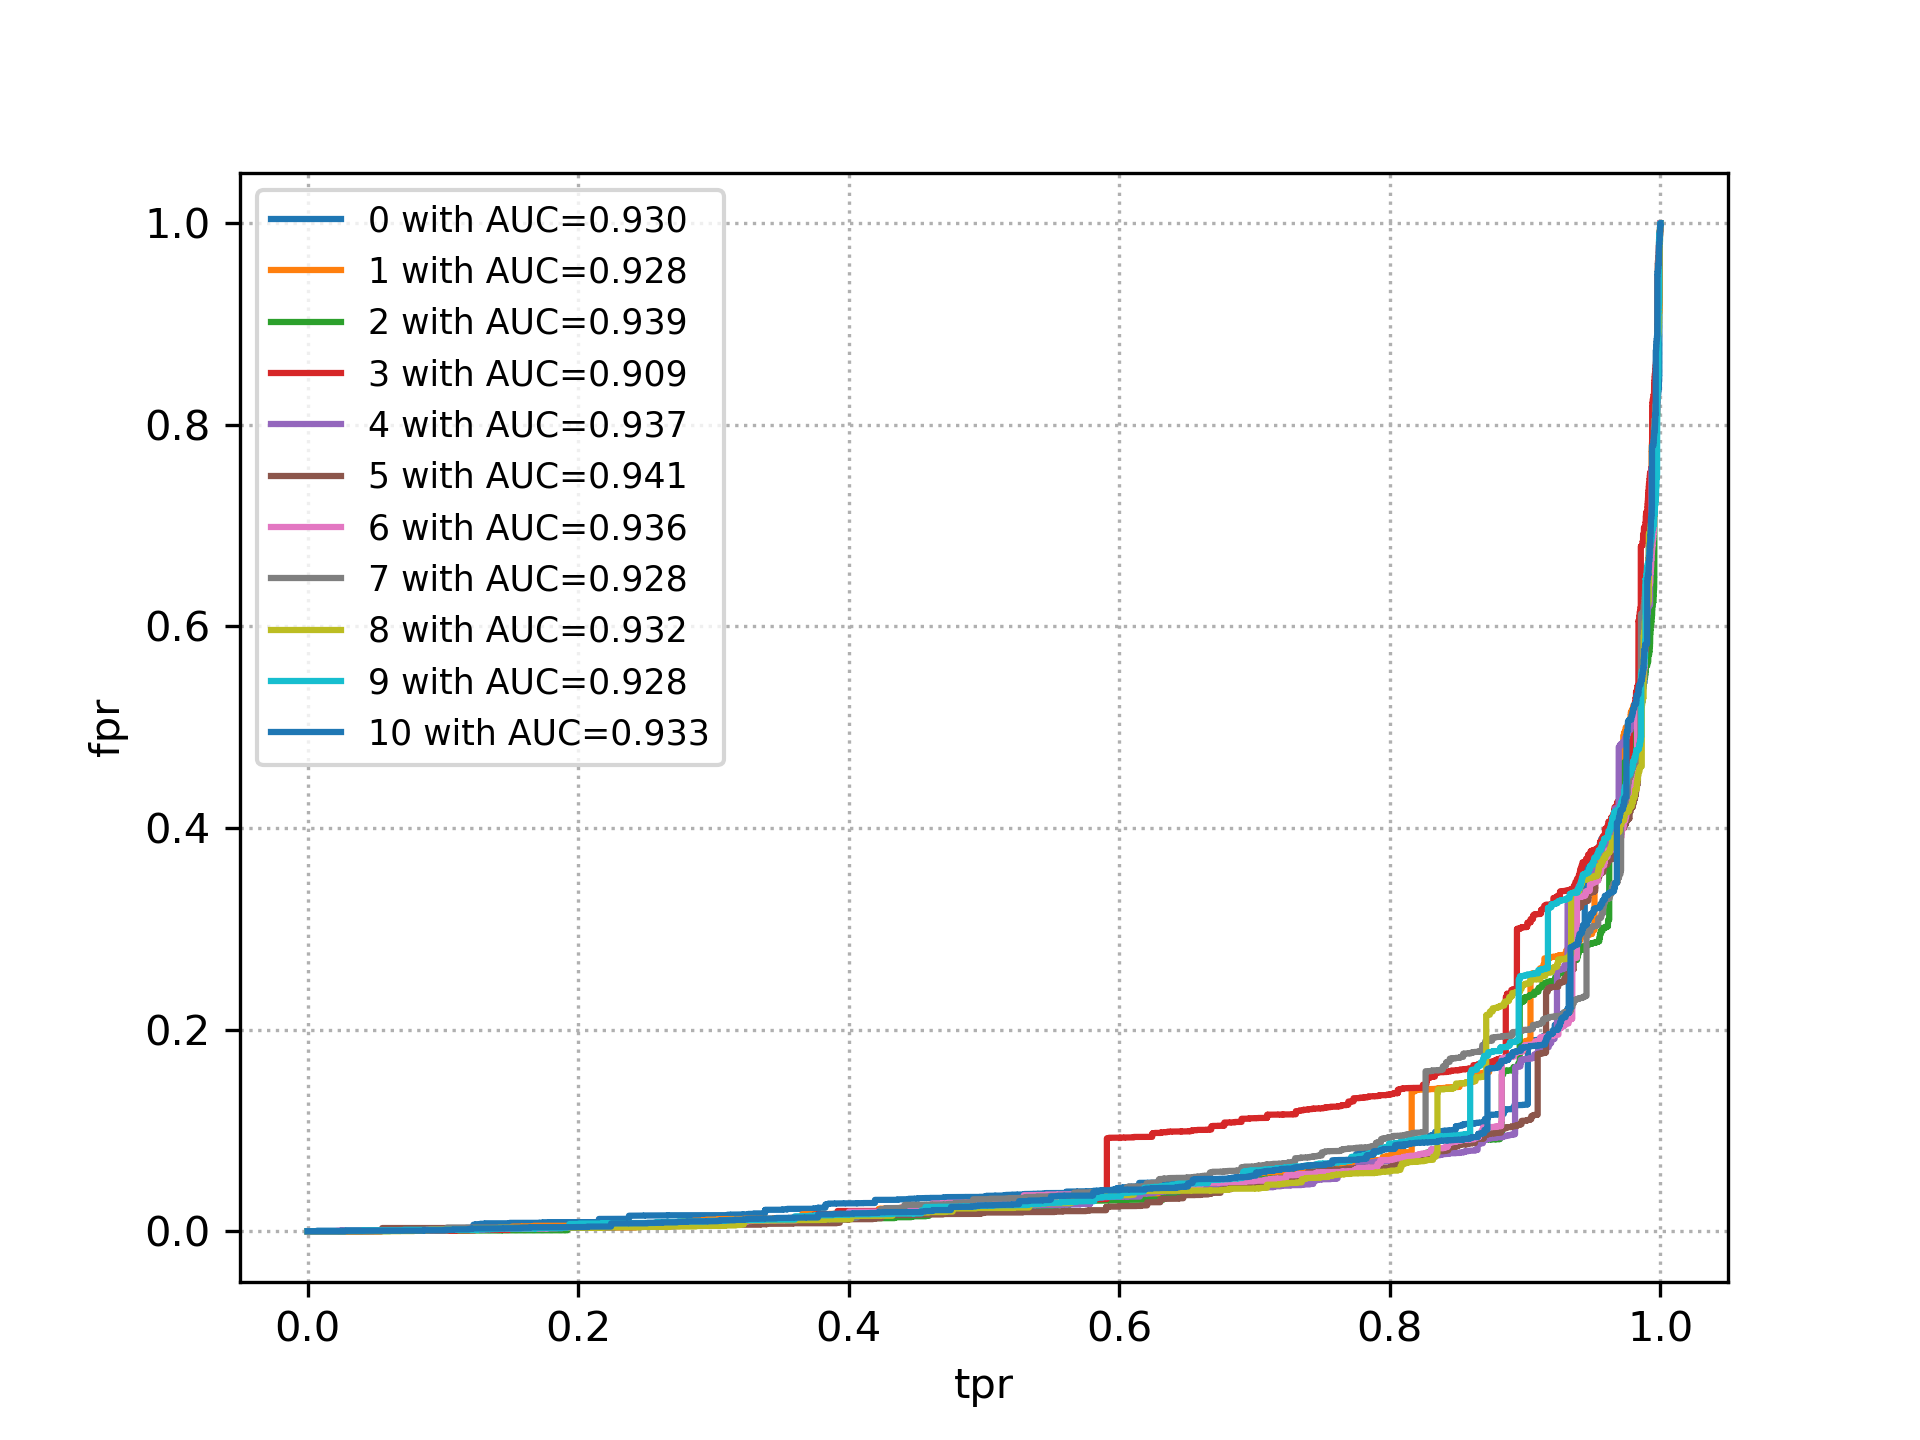 0 with AUC=0.930
1 with AUC=0.928
2 with AUC=0.939
3 with AUC=0.909
4 with AUC=0.937
5 with AUC=0.941
6 with AUC=0.936
7 with AUC=0.928
8 with AUC=0.932
9 with AUC=0.928
10 with AUC=0.933
1.0
0.8
0.6
0.4
0.2
0.0
fpr
0.0 0.2 0.4 0.6 0.8 1.0
tpr